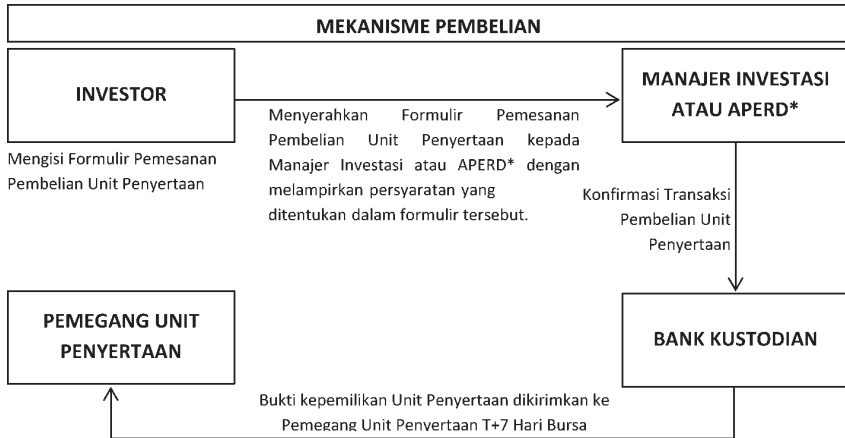 MEKANISME PEMBELIAN
INVESTOR
Mengisi Formulir Pemesanan
Pembelian Unit Penyertaan
Menyerahkan Formulir Pemesanan
Pembelian Unit Penyertaan kepada
Manajer Investasi atau APERD* dengan
melampirkan persyaratan yang
ditentukan dalam formulir tersebut.
MANAJER INVESTASI
ATAU APERD*
Konfirmasi Transaksi
Pembelian Unit
Penyertaan
BANK KUSTODIAN
Bukti kepemilikan Unit Penyertaan dikirimkan ke
Pemegang Unit Penyertaan T+7 Hari Bursa
PEMEGANG UNIT
PENYERTAAN